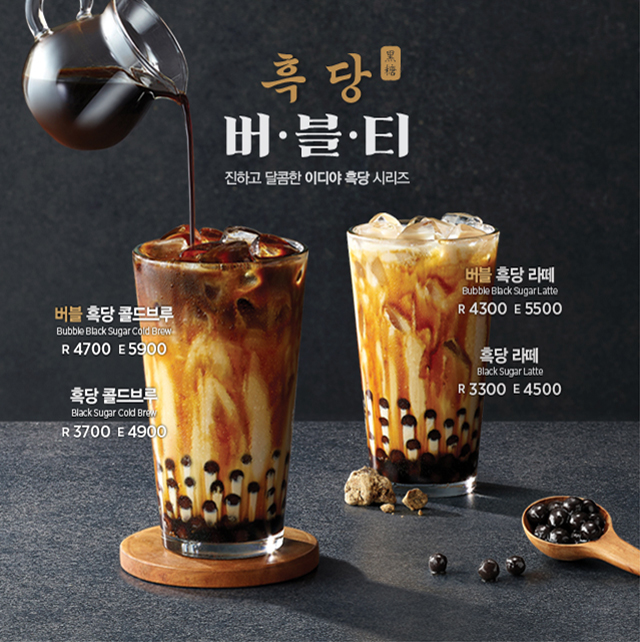 흑당
黑糖
버·블·티
진하고 달콤한 이디야 흑당 시리즈
버블 흑당 콜드브루
Bubble Black Sugar Cold Brew
R 4700 E 5900
흑당 콜드브루
Black Sugar Cold Brew
R 3700 E 4900
버블 흑당 라떼
Bubble Black Sugar Latte
R 4300 E 5500
흑당 라떼
Black Sugar Latte
R 3300 E 4500